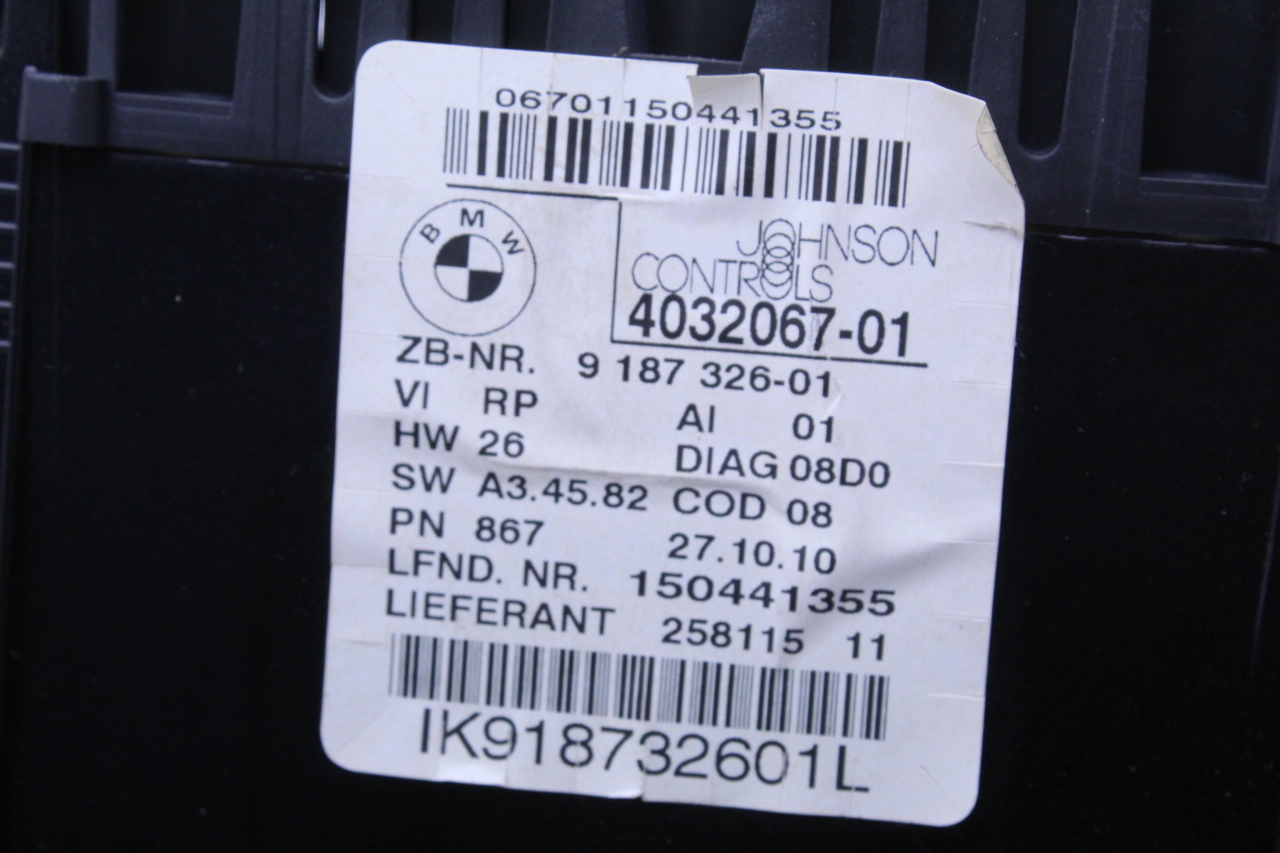 06701150441355
BMW
JOHNSON
CONTROLS
4032067-01
ZB-NR. 9 187 326-01
VI RP AI 01
HW 26 DIAG 08D0
SW A3.45.82 COD 08
PN 867 27.10.10
LFND. NR. 150441355
LIEFERANT 258115 11
IK918732601L